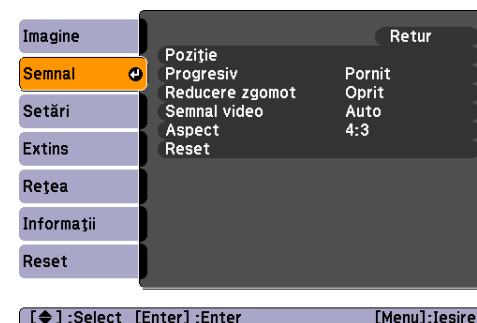 Imagine
Semnal
Setări
Extins
Reţea
Informaţii
Reset
Retur
Poziţie
Progresiv Pornit
Reducere zgomot Oprit
Semnal video Auto
Aspect 4:3
Reset
[◆] :Select [Enter] :Enter [Menu]:Iesire